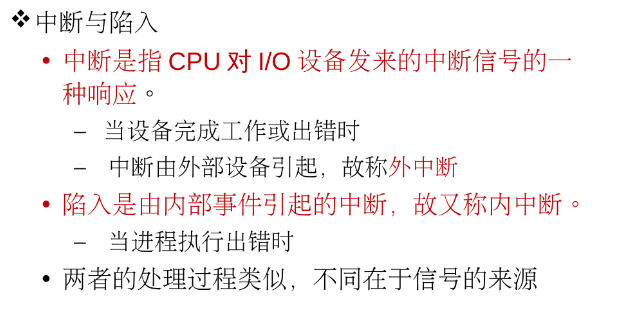 ❖中断与陷入
• 中断是指 CPU 对 I/O 设备发来的中断信号的一
种响应。
– 当设备完成工作或出错时
– 中断由外部设备引起，故称外中断
• 陷入是由内部事件引起的中断，故又称内中断。
– 当进程执行出错时
• 两者的处理过程类似，不同在于信号的来源